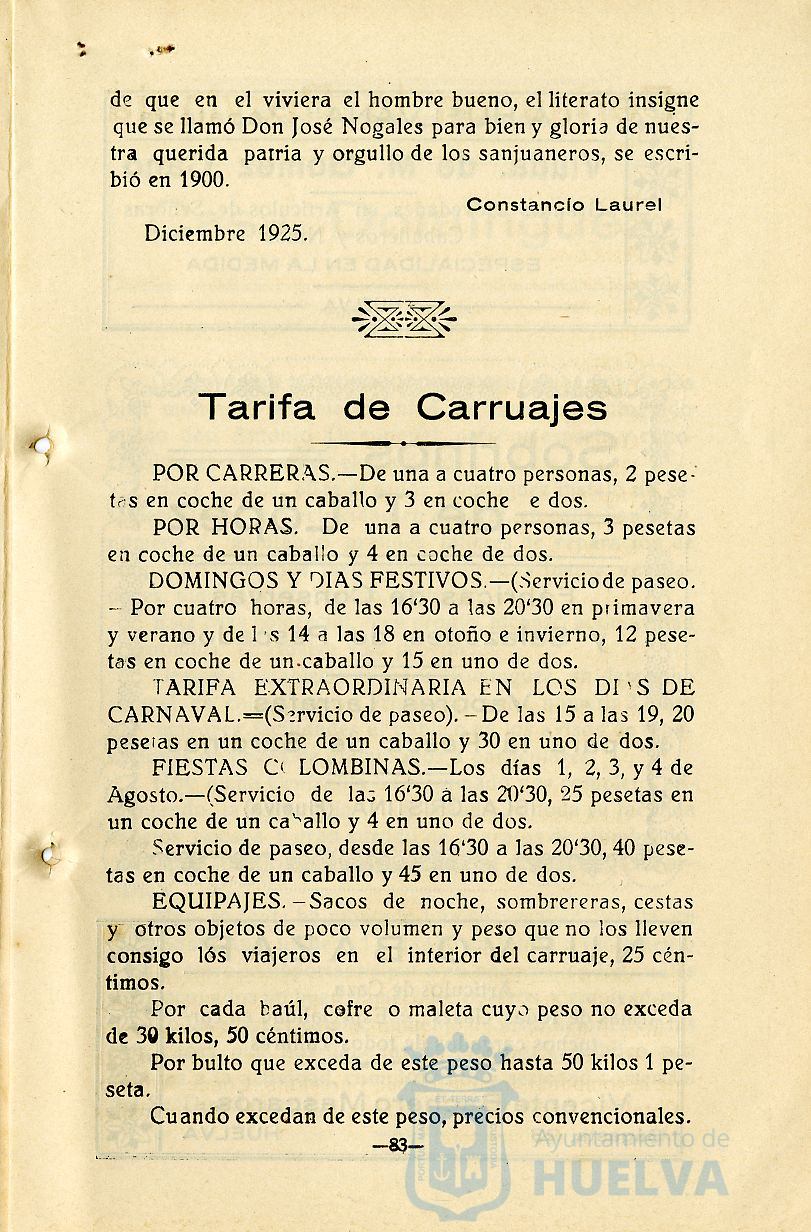 de que en el viviera el hombre bueno, el literato insigne
que se llamó Don José Nogales para bien y gloria de nues-
tra querida patria y orgullo de los sanjuaneros, se escri-
bió en 1900.
Constancio Laurel
Diciembre 1925.
Tarifa de Carruajes
POR CARRERAS.—De una a cuatro personas, 2 pese-
tas en coche de un caballo y 3 en coche e dos.
POR HORAS. De una a cuatro personas, 3 pesetas
en coche de un caballo y 4 en coche de dos.
DOMINGOS Y DIAS FESTIVOS.—(Servicio de paseo.
– Por cuatro horas, de las 16'30 a las 20'30 en primavera
y verano y de l s 14 a las 18 en otoño e invierno, 12 pese-
tas en coche de un caballo y 15 en uno de dos.
TARIFA EXTRAORDINARIA EN LOS DI S DE
CARNAVAL.=(Servicio de paseo). – De las 15 a las 19, 20
pesetas en un coche de un caballo y 30 en uno de dos.
FIESTAS COLOMBINAS.—Los días 1, 2, 3, y 4 de
Agosto.—(Servicio de las 16'30 a las 20'30, 25 pesetas en
un coche de un caballo y 4 en uno de dos.
Servicio de paseo, desde las 16'30 a las 20'30, 40 pese-
tas en coche de un caballo y 45 en uno de dos.
EQUIPAJES. – Sacos de noche, sombrereras, cestas
y otros objetos de poco volumen y peso que no los lleven
consigo lós viajeros en el interior del carruaje, 25 cén-
timos.
Por cada baúl, cofre o maleta cuyo peso no exceda
de 30 kilos, 50 céntimos.
Por bulto que exceda de este peso hasta 50 kilos 1 pe-
seta.
Cuando excedan de este peso, precios convencionales.
—83—
Ayuntamiento de
HUELVA